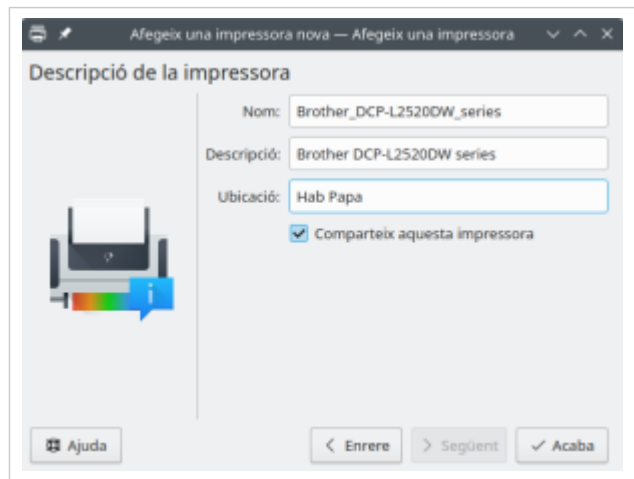 Afegeix una impressora nova — Afegeix una impressora
Descripció de la impressora
Nom: Brother_DCP-L2520DW_series
Descripció: Brother DCP-L2520DW series
Ubicació: Hab Papa
Comparteix aquesta impressora
Ajuda Enrere Següent Acaba